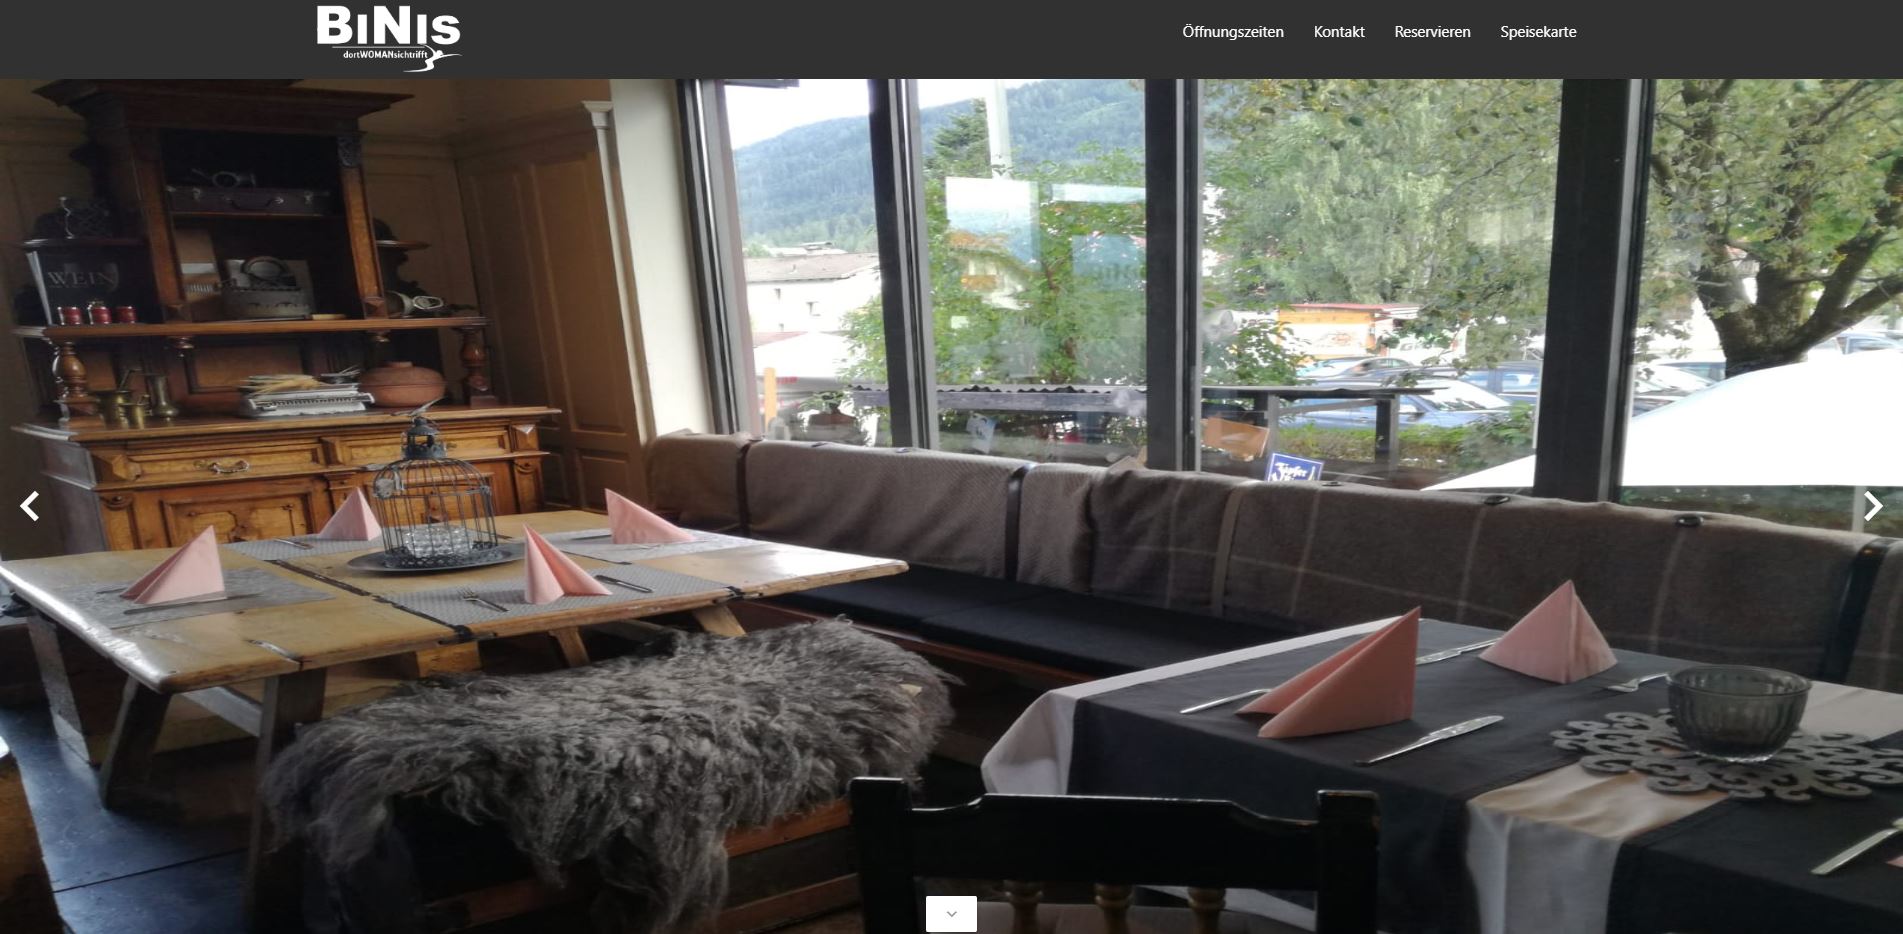 BiNis
dortWOMANsichtrifft
Öffnungszeiten
Kontakt
Reservieren
Speisekarte
WEIN